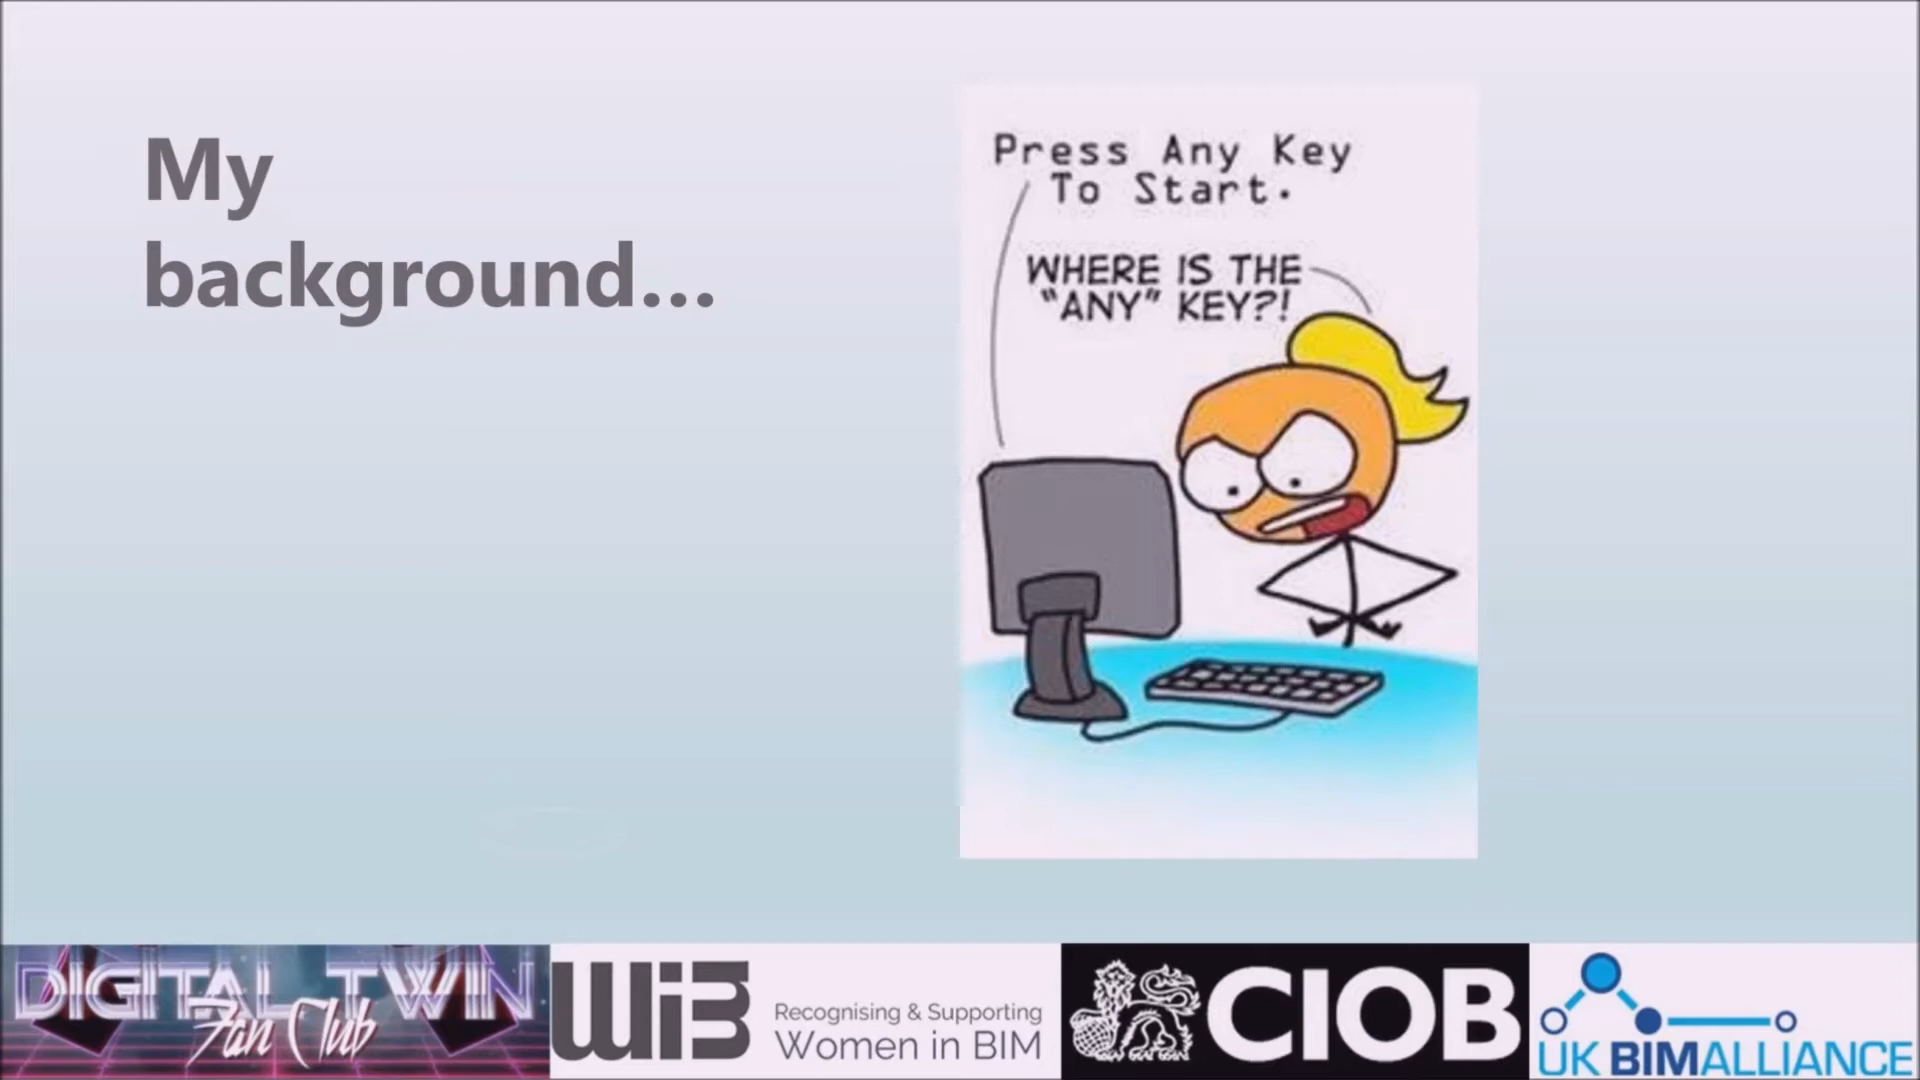 My
background...
Press Any Key
To Start.
WHERE IS THE
"ANY" KEY?!
DIGITAL TWIN
Fan Club
WiB
Recognising & Supporting
Women in BIM
CIOB
UK BIMALLIANCE